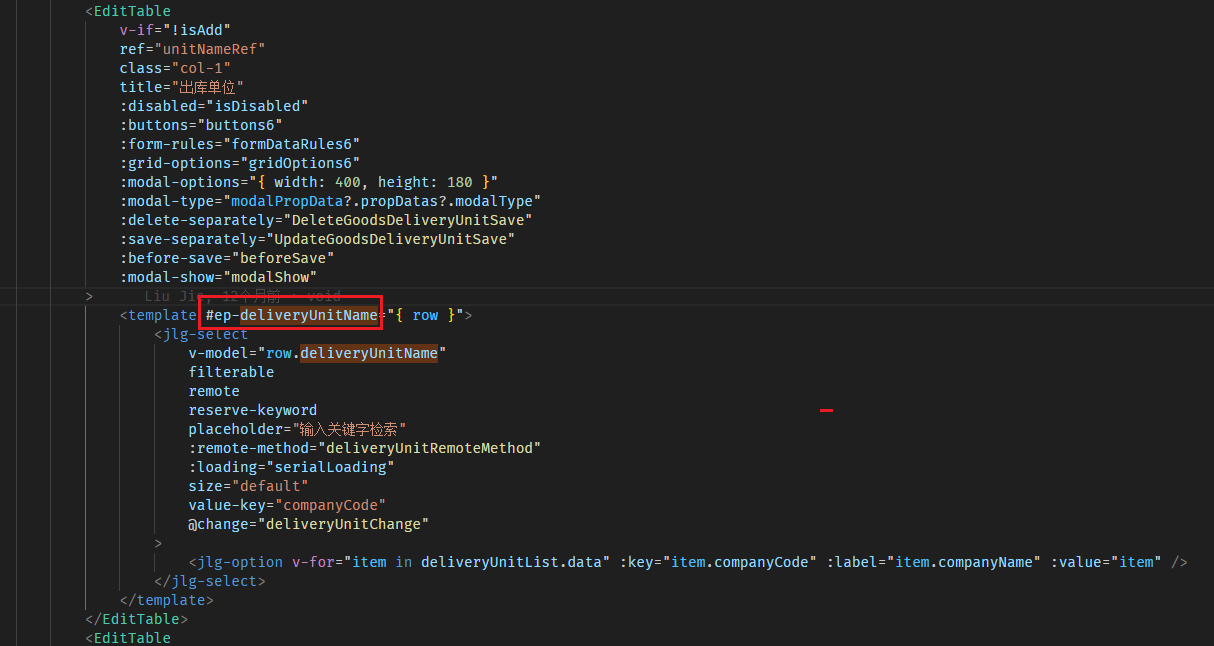 <EditTable
v-if="!isAdd"
ref="unitNameRef"
class="col-1"
title="出库单位"
:disabled="isDisabled"
:buttons="buttons6"
:form-rules="formDataRules6"
:grid-options="gridOptions6"
:modal-options="{ width: 400, height: 180 }"
:modal-type="modalPropData?.propDatas?.modalType"
:delete-separately="DeleteGoodsDeliveryUnitSave"
:save-separately="UpdateGoodsDeliveryUnitSave"
:before-save="beforeSave"
:modal-show="modalShow"
> Liu Jin, 12个月前 • void
<template #ep-deliveryUnitName="{ row }">
<jlg-select
v-model="row.deliveryUnitName"
filterable
remote
reserve-keyword
placeholder="输入关键字检索"
:remote-method="deliveryUnitRemoteMethod"
:loading="serialLoading"
size="default"
value-key="companyCode"
@change="deliveryUnitChange"
>
<jlg-option v-for="item in deliveryUnitList.data" :key="item.companyCode" :label="item.companyName" :value="item" />
</jlg-select>
</template>
</EditTable>
<EditTable